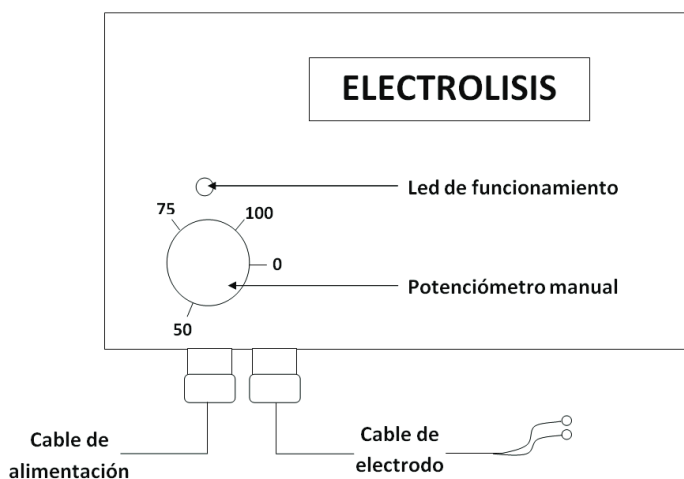 ELECTROLISIS
Led de funcionamiento
75
100
0
Potenciómetro manual
50
Cable de
alimentación
Cable de
electrodo